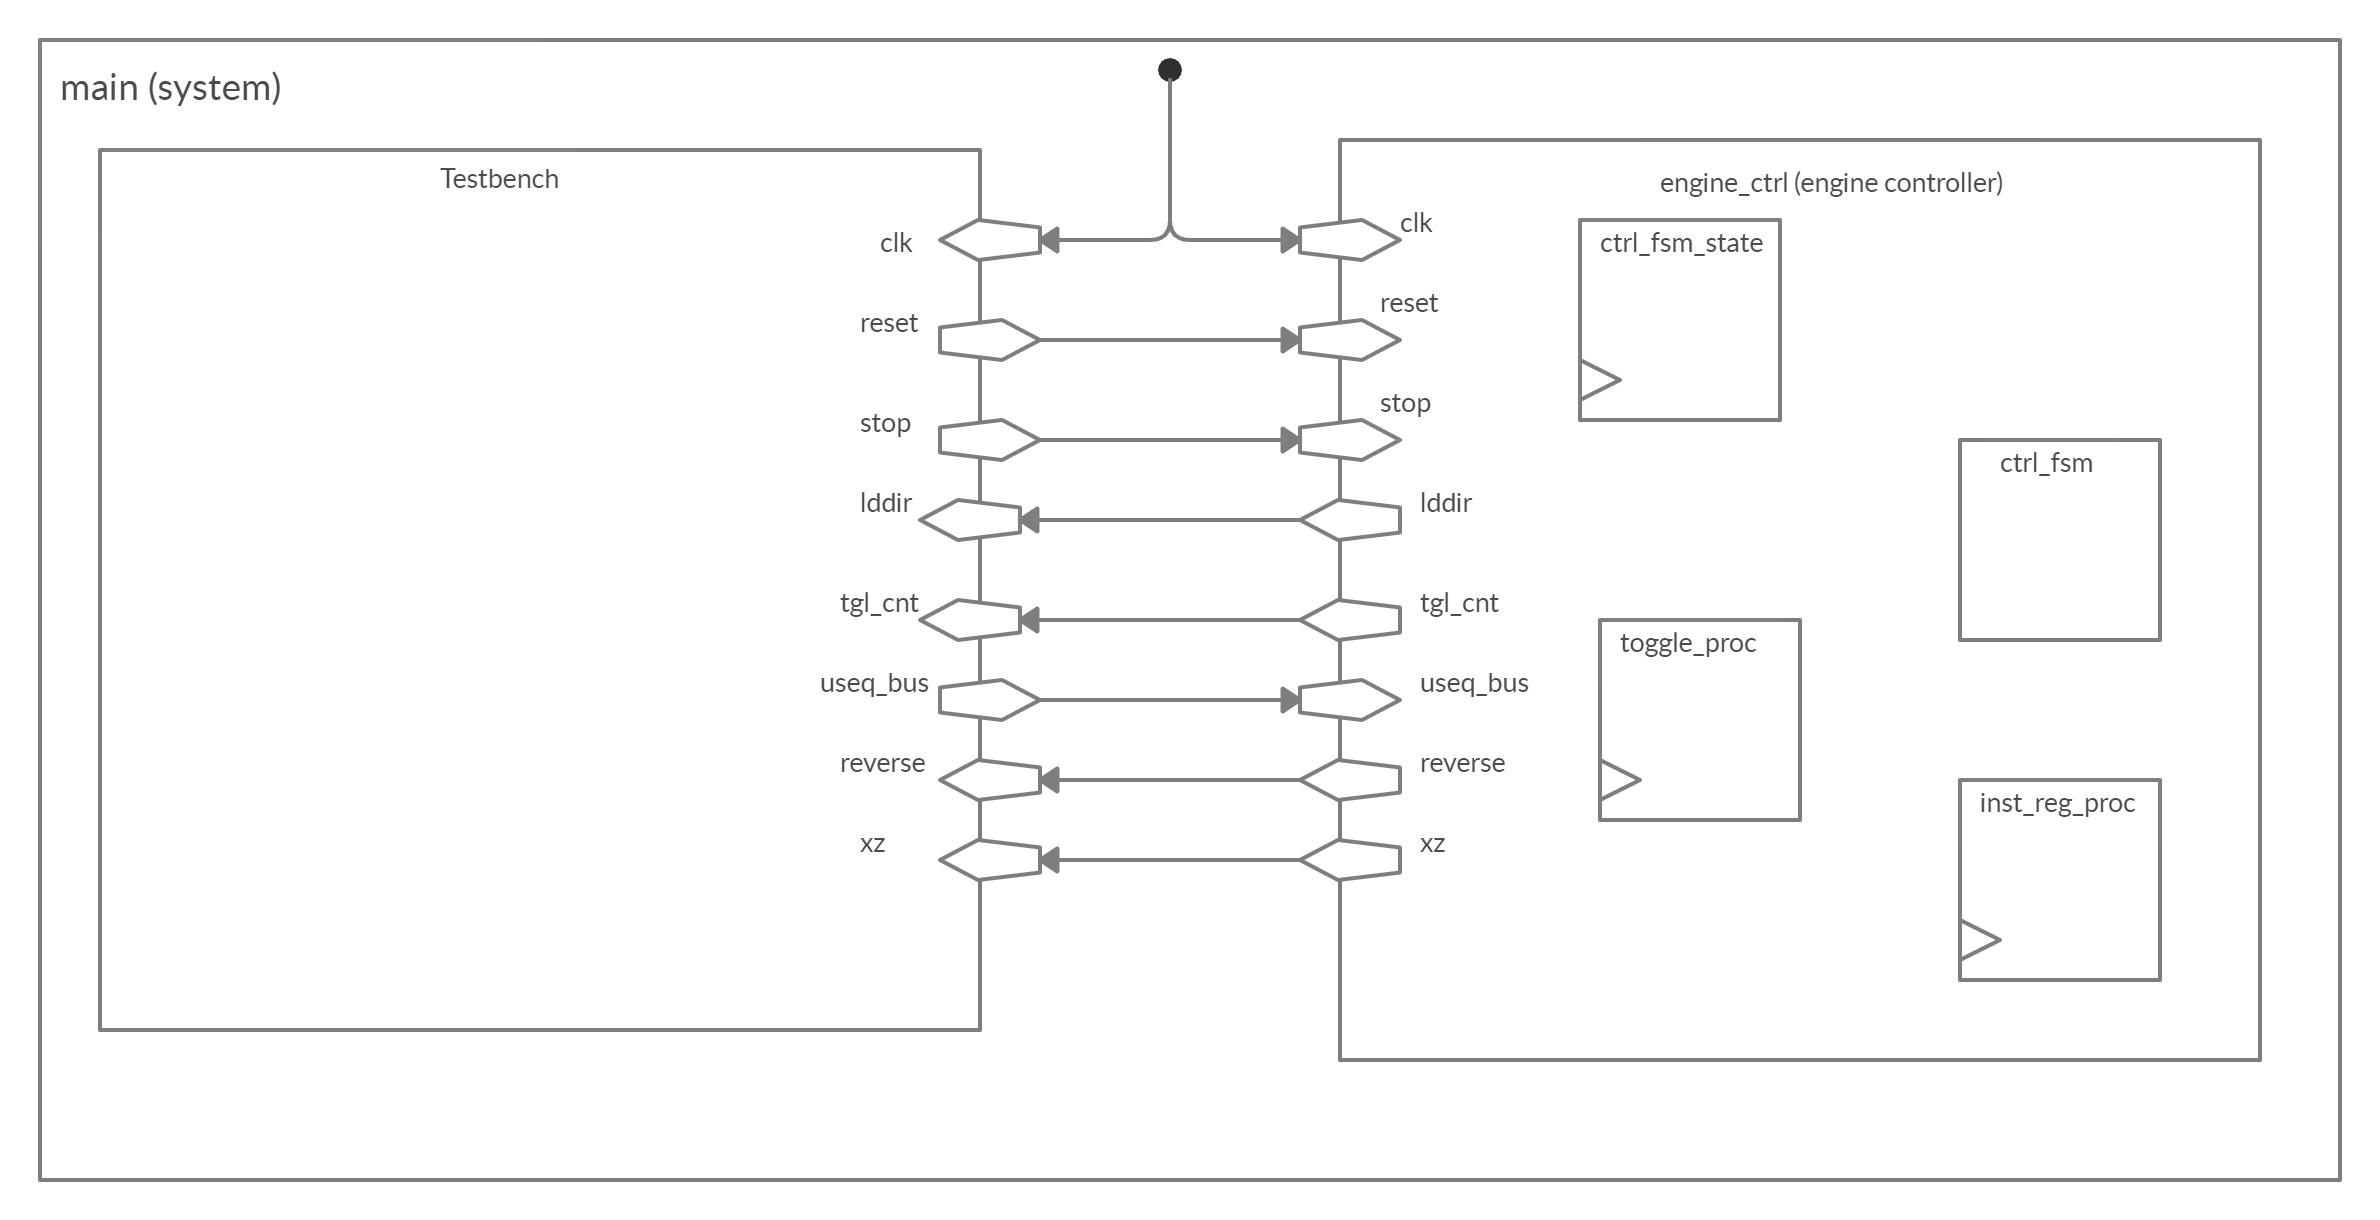 main (system)
Testbench
clk
reset
stop
lddir
tgl_cnt
useq_bus
reverse
xz
engine_ctrl (engine controller)
clk
reset
stop
lddir
tgl_cnt
useq_bus
reverse
xz
ctrl_fsm_state
ctrl_fsm
toggle_proc
inst_reg_proc